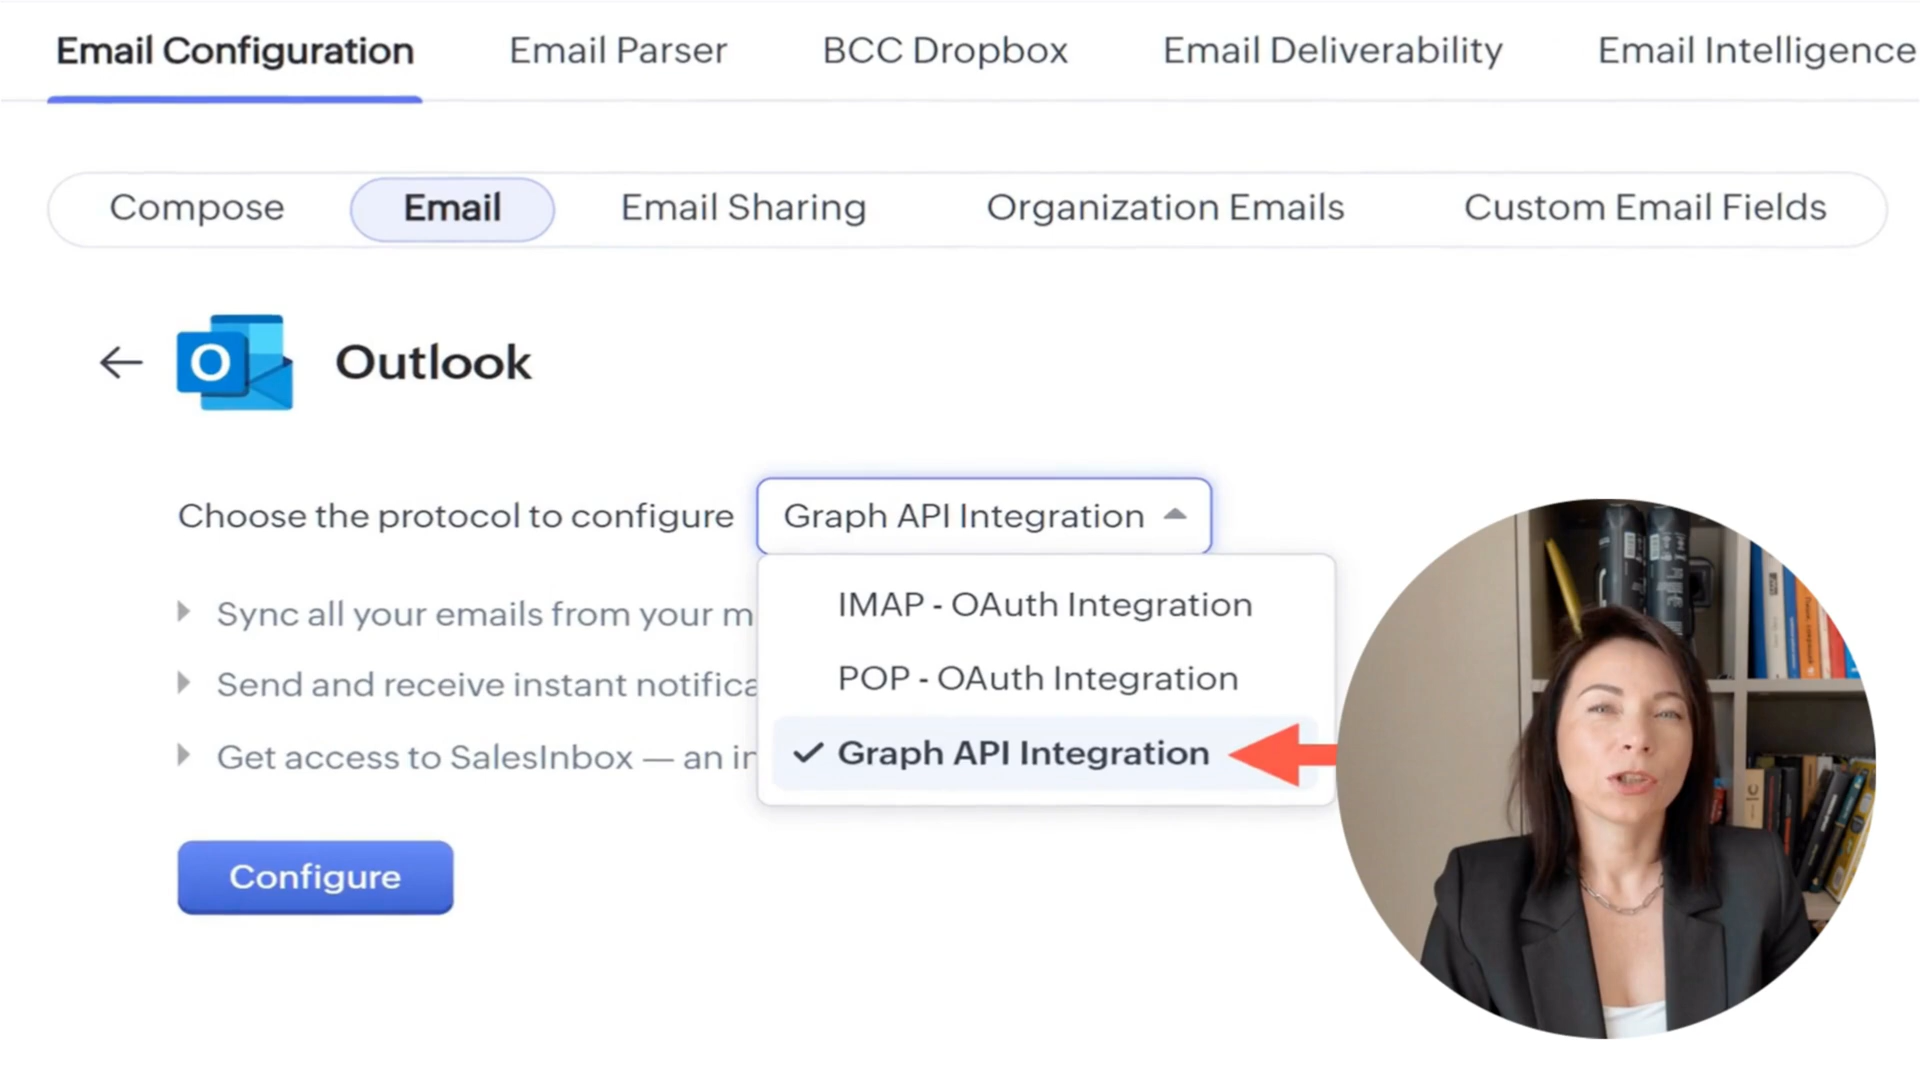 Email Configuration Email Parser BCC Dropbox Email Deliverability Email Intelligence
Compose Email Email Sharing Organization Emails Custom Email Fields
O Outlook
Choose the protocol to configure Graph API Integration
IMAP - OAuth Integration
Sync all your emails from your m
POP - OAuth Integration
Send and receive instant notifica
Graph API Integration
Get access to SalesInbox — an in
Configure